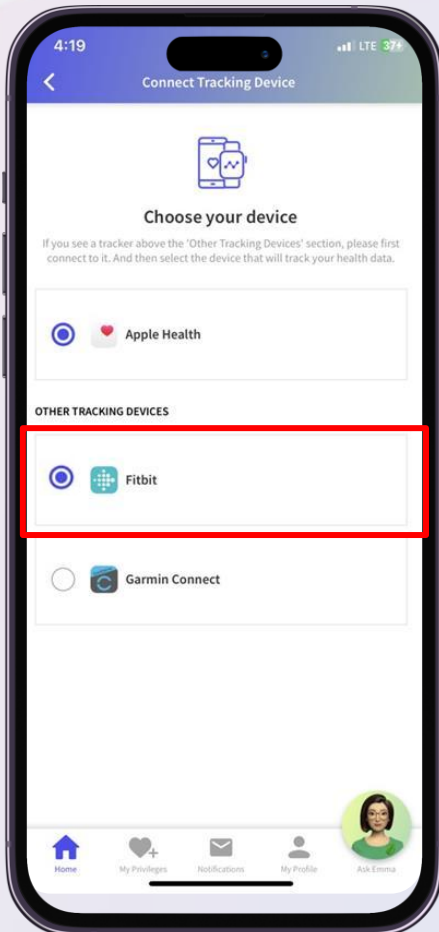 4:19
LTE 37
Connect Tracking Device
Choose your device
If you see a tracker above the 'Other Tracking Devices' section, please first
connect to it. And then select the device that will track your health data.
Apple Health
OTHER TRACKING DEVICES
Fitbit
Garmin Connect
Home
My Privileges
Notifications
My Profile
Ask Emma